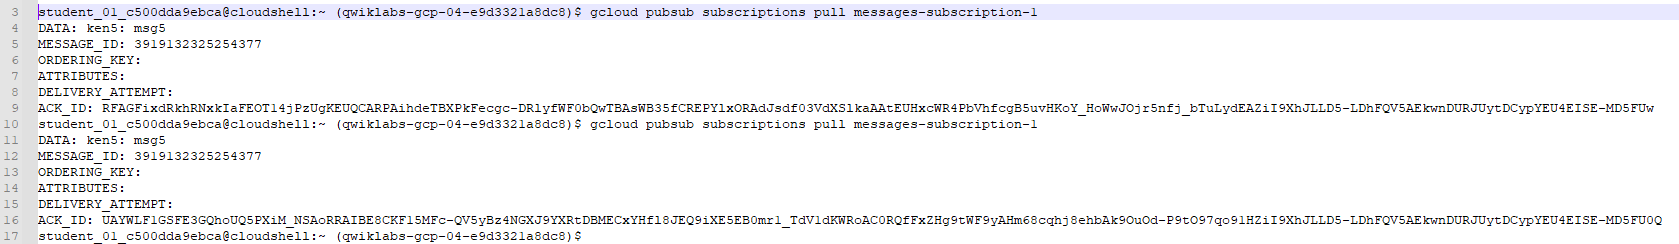 3 student_01_c500dda9ebca@cloudshell:~ (qwiklabs-gcp-04-e9d3321a8dc8)$ gcloud pubsub subscriptions pull messages-subscription-1
4 DATA: ken5: msg5
5 MESSAGE_ID: 3919132325254377
6 ORDERING_KEY:
7 ATTRIBUTES:
8 DELIVERY_ATTEMPT:
9 ACK_ID: RFAGFixdRkhRNxkIaFEOT14jPzUgKEUQCARPAihdeTBXPkFecgc-DRlyfWF0bQwTBAsWB35fCREPYlxORAdJsdf03VdXSlkaAAtEUHxcWR4PbVhfcgB5uvHKoY_HoWwJOjr5nfj_bTuLydEAZiI9XhJLLD5-LDhFQV5AEkwnDURJUytDCypYEU4EISE-MD5FUw
10 student_01_c500dda9ebca@cloudshell:~ (qwiklabs-gcp-04-e9d3321a8dc8)$ gcloud pubsub subscriptions pull messages-subscription-1
11 DATA: ken5: msg5
12 MESSAGE_ID: 3919132325254377
13 ORDERING_KEY:
14 ATTRIBUTES:
15 DELIVERY_ATTEMPT:
16 ACK_ID: UAYWLF1GSFE3GQhoUQ5PXiM_NSAoRRAIBE8CKF15MFc-QV5yBz4NGXJ9YXRtDBMECxYHfl8JEQ9iXE5EB0mr1_TdV1dKWRoAC0RQfFxZHg9tWF9yAHm68cqhj8ehbAk9OuOd-P9tO97qo91HZiI9XhJLLD5-LDhFQV5AEkwnDURJUytDCypYEU4EISE-MD5FU0Q
17 student_01_c500dda9ebca@cloudshell:~ (qwiklabs-gcp-04-e9d3321a8dc8)$